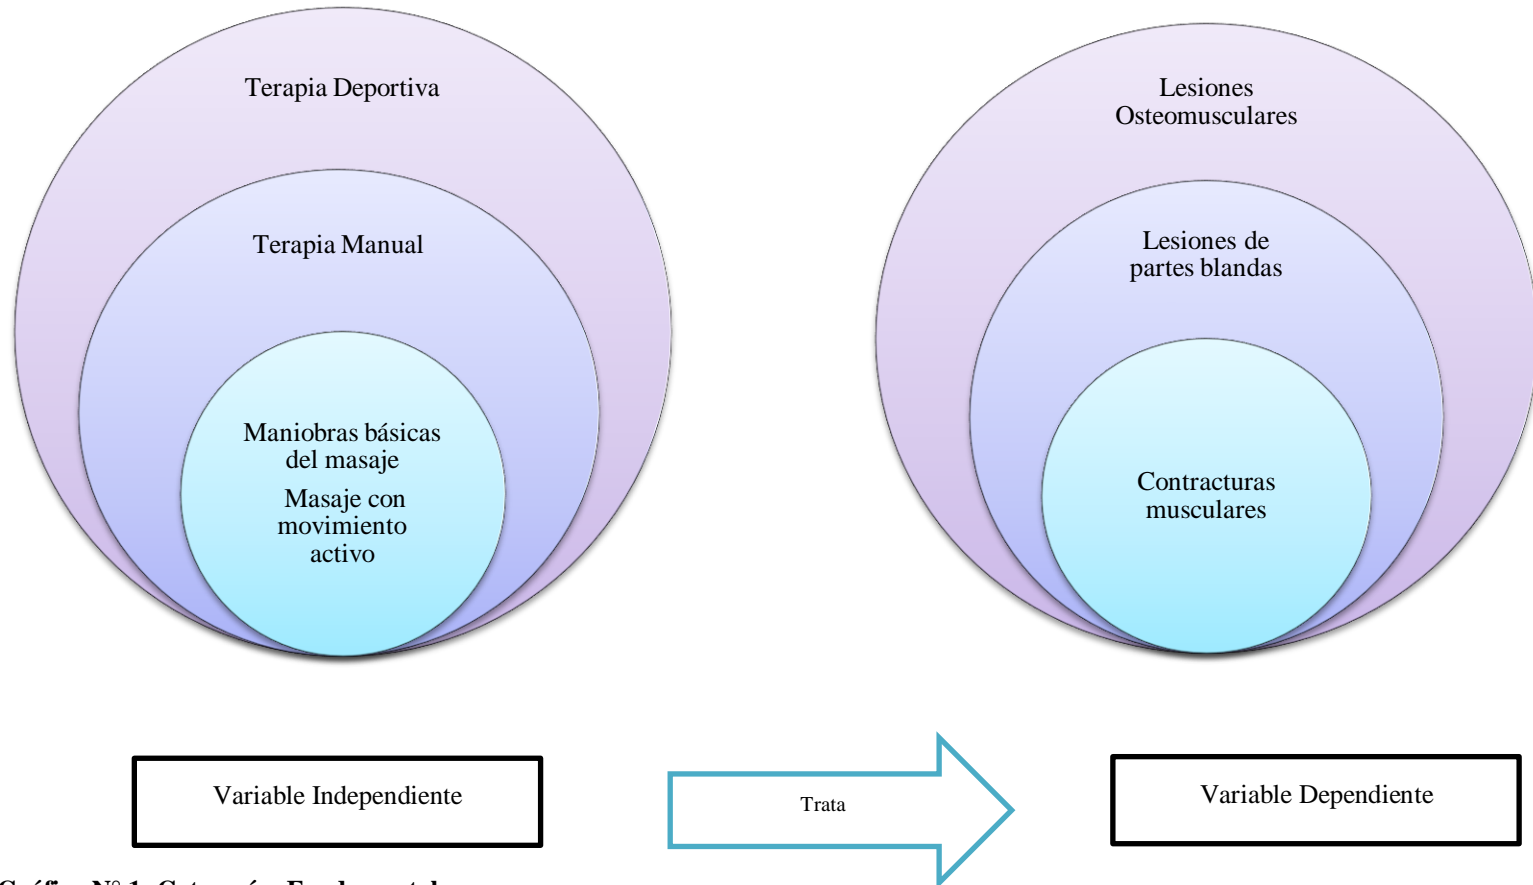 Terapia Deportiva
Terapia Manual
Maniobras básicas
del masaje
Masaje con
movimiento
activo
Lesiones
Osteomusculares
Lesiones de
partes blandas
Contracturas
musculares
Variable Independiente
Trata
Variable Dependiente